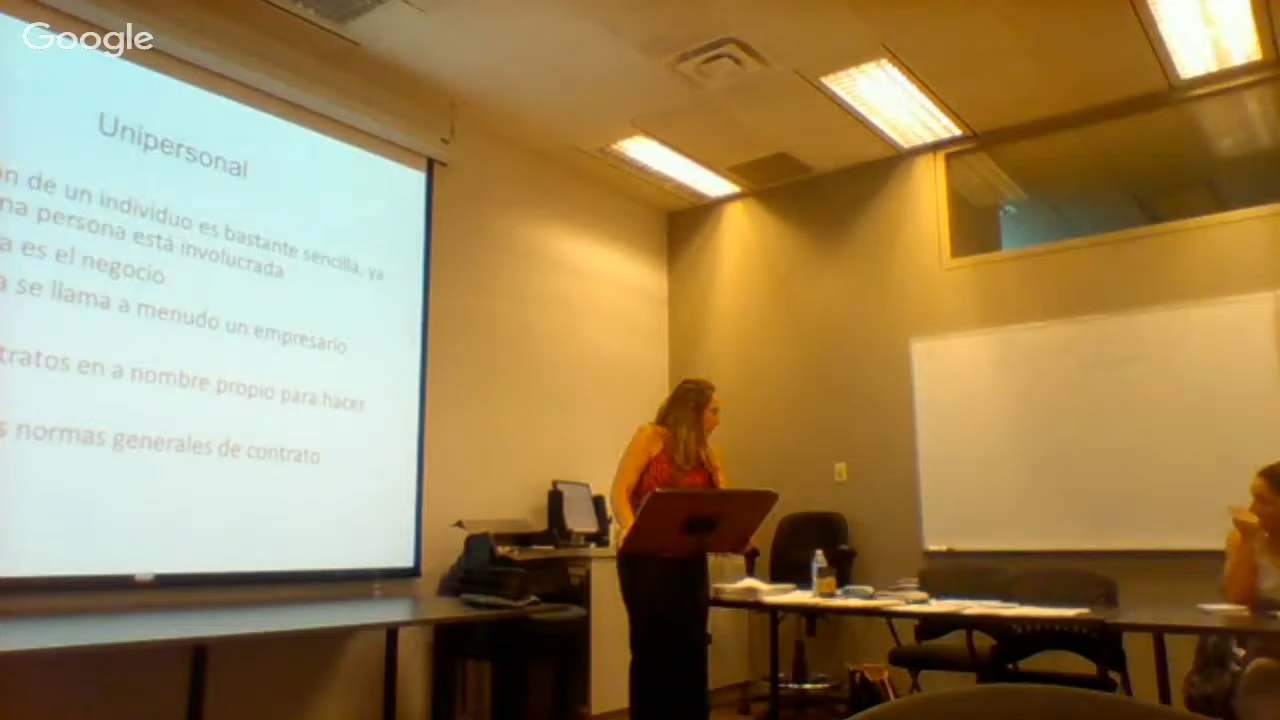 Google
Unipersonal
ón de un individuo es bastante sencilla, ya
na persona está involucrada
a es el negocio
a se llama a menudo un empresario
tratos en a nombre propio para hacer
s normas generales de contrato